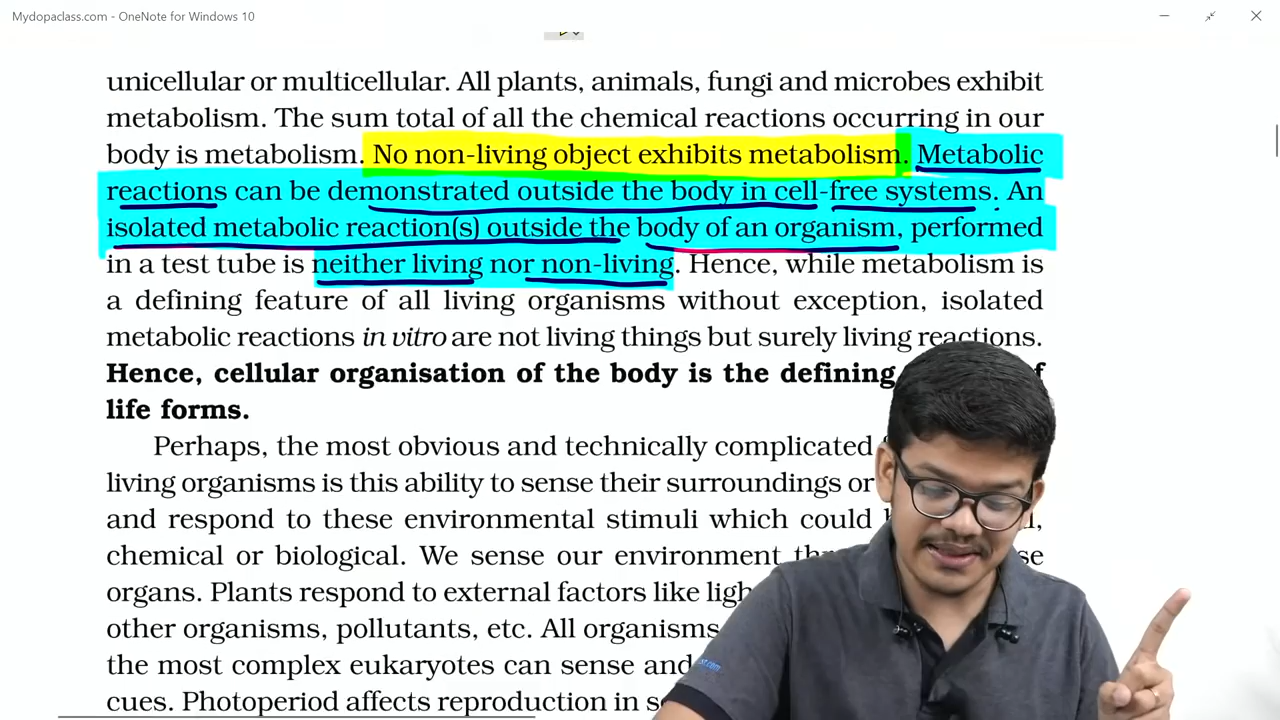 Mydopaclass.com - OneNote for Windows 10
unicellular or multicellular. All plants, animals, fungi and microbes exhibit
metabolism. The sum total of all the chemical reactions occurring in our
body is metabolism. No non-living object exhibits metabolism. Metabolic
reactions can be demonstrated outside the body in cell-free systems. An
isolated metabolic reaction(s) outside the body of an organism, performed
in a test tube is neither living nor non-living. Hence, while metabolism is
a defining feature of all living organisms without exception, isolated
metabolic reactions in vitro are not living things but surely living reactions.
Hence, cellular organisation of the body is the defining
life forms.
Perhaps, the most obvious and technically complicated
living organisms is this ability to sense their surroundings or
and respond to these environmental stimuli which could
chemical or biological. We sense our environment
organs. Plants respond to external factors like
other organisms, pollutants, etc. All organisms
the most complex eukaryotes can sense and
cues. Photoperiod affects reproduction in